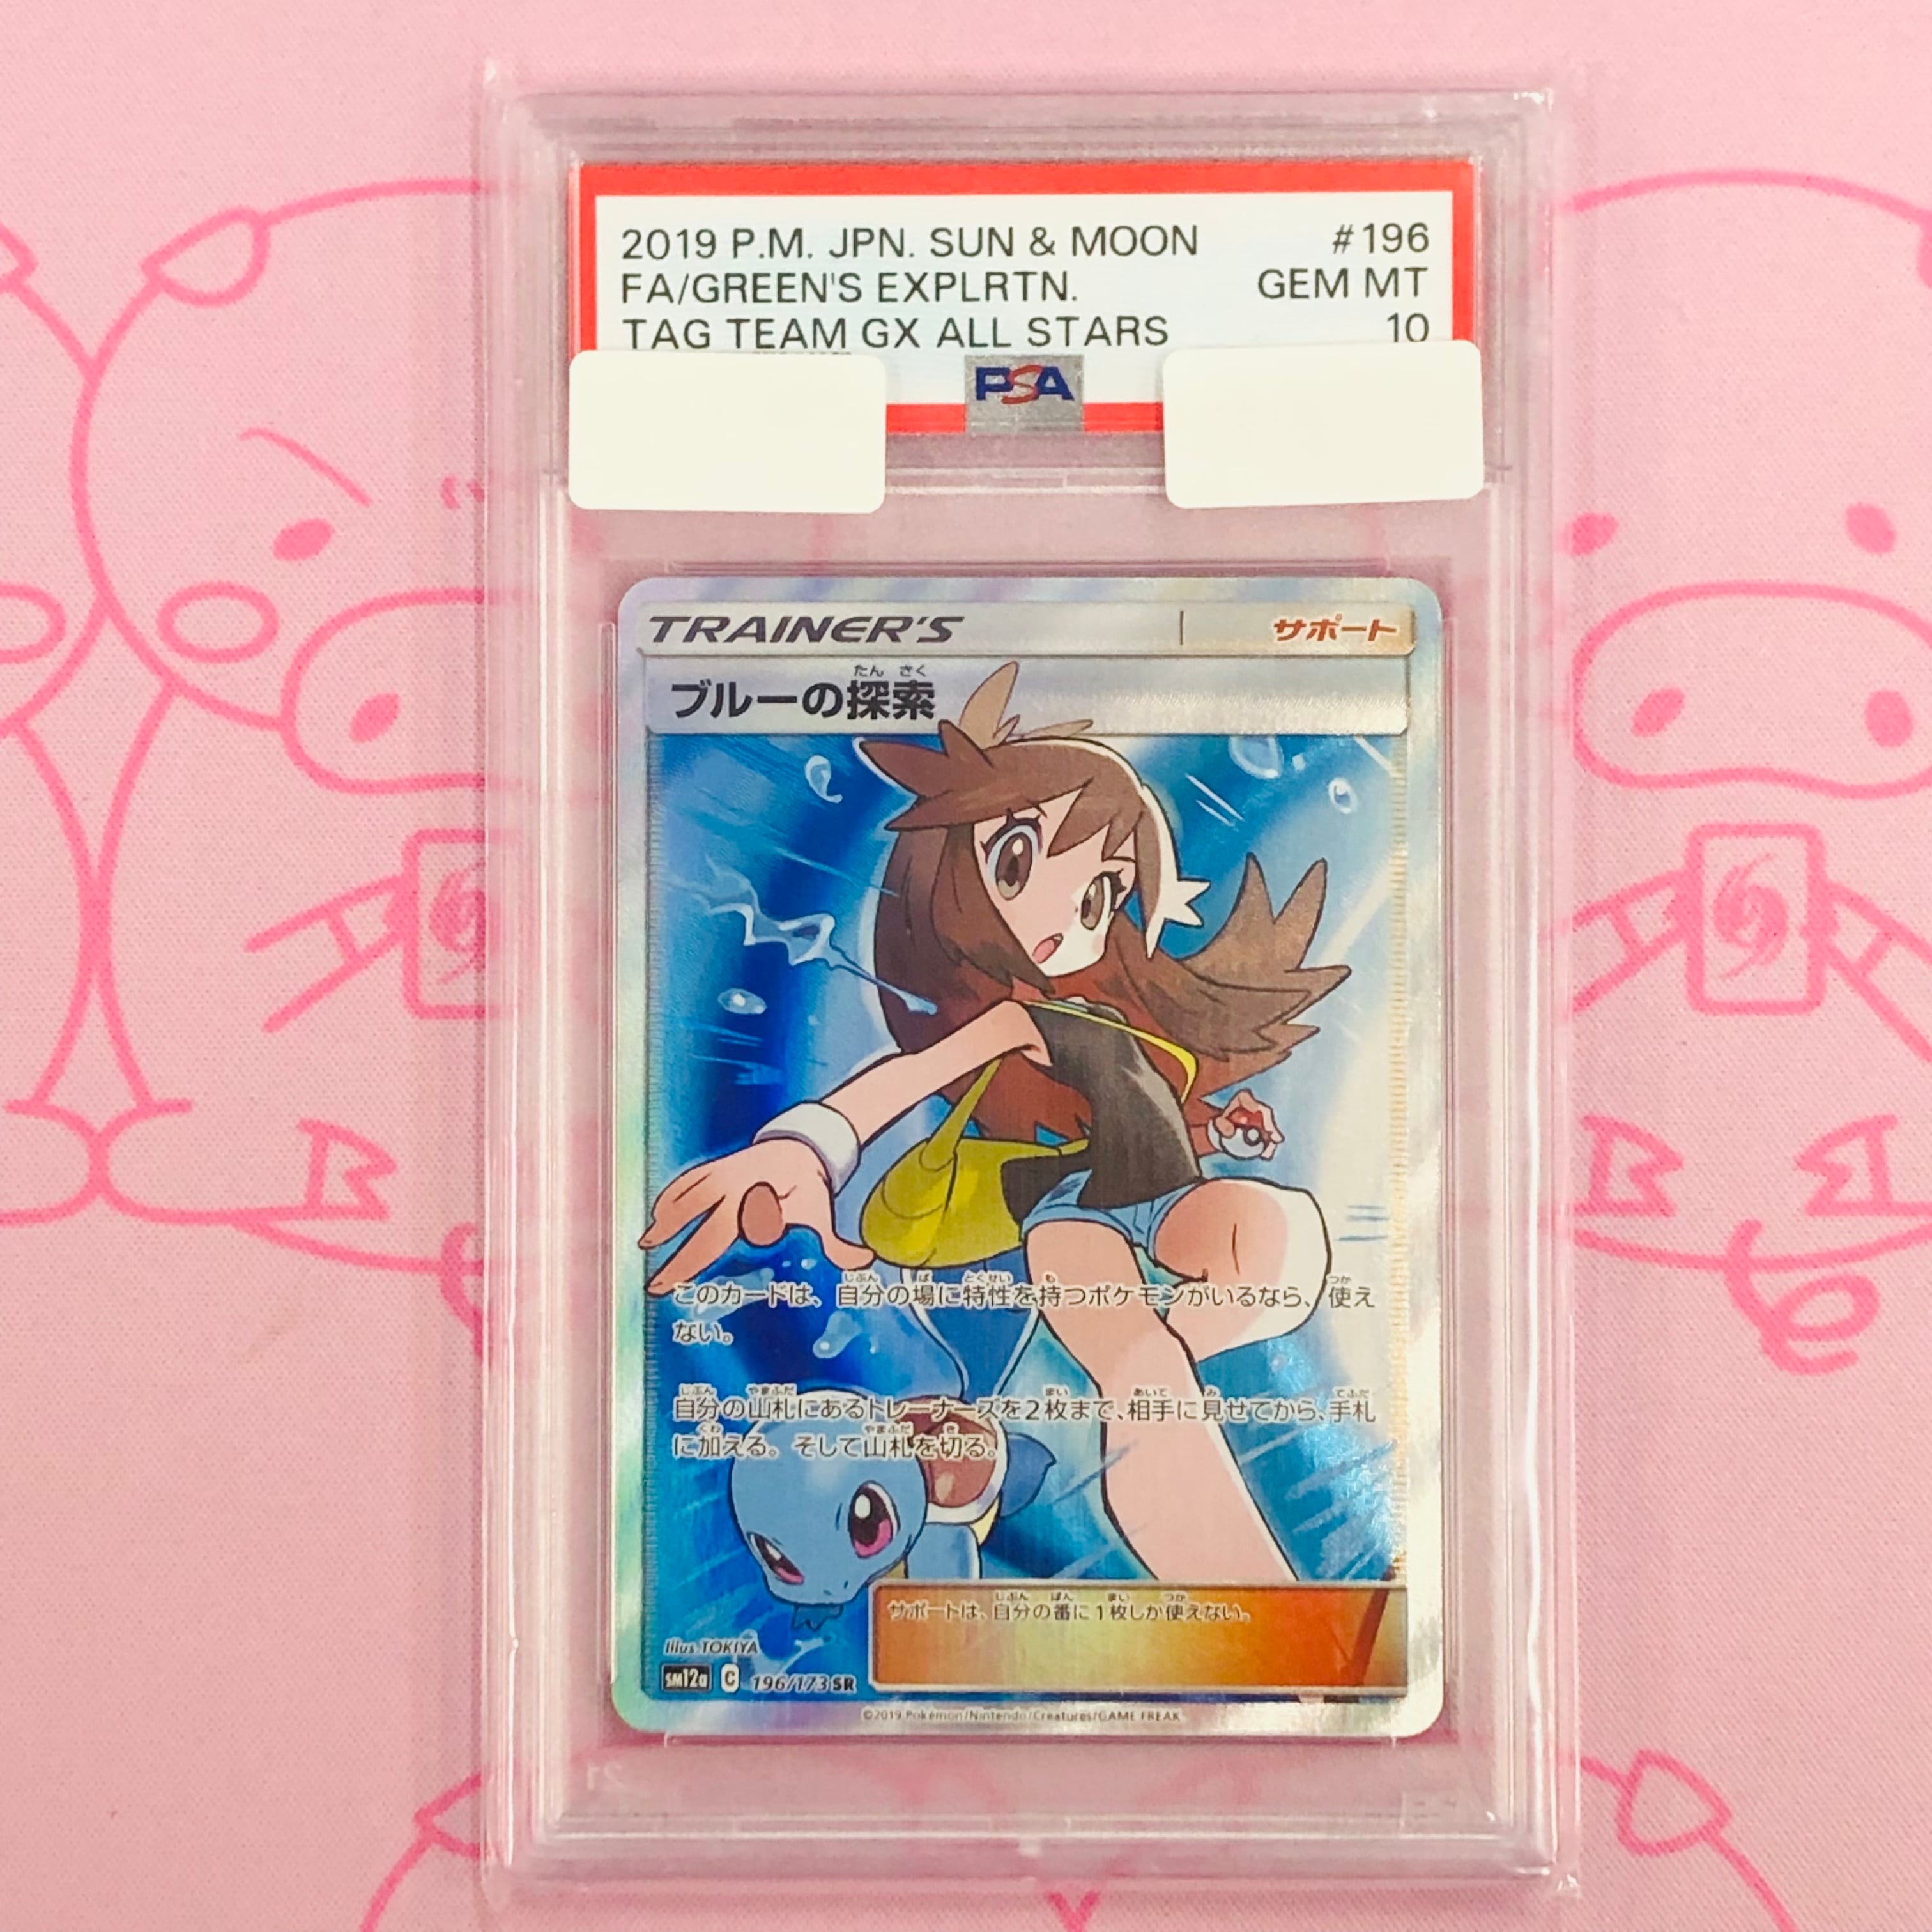 2019 P.M. JPN. SUN & MOON #196
FA/GREEN'S EXPLRTN. GEM MT
TAG TEAM GX ALL STARS 10
PSA
TRAINER'S サポート
たん さく
ブルーの探索
じぶん ば とくせい も つか
このカードは、自分の場に特性を持つポケモンがいるなら、使え
ない。
じぶん やまふだ まい あいて み てふだ
自分の山札にあるトレーナーズを2枚まで、相手に見せてから、手札
くわ やまふだ き
に加える。そして山札を切る。
じぶん ばん まい つか
サポートは、自分の番に1枚しか使えない。
Illus. TOKIYA
SM12a C 196/173 SR
©2019 Pokémon/Nintendo/Creatures/GAME FREAK